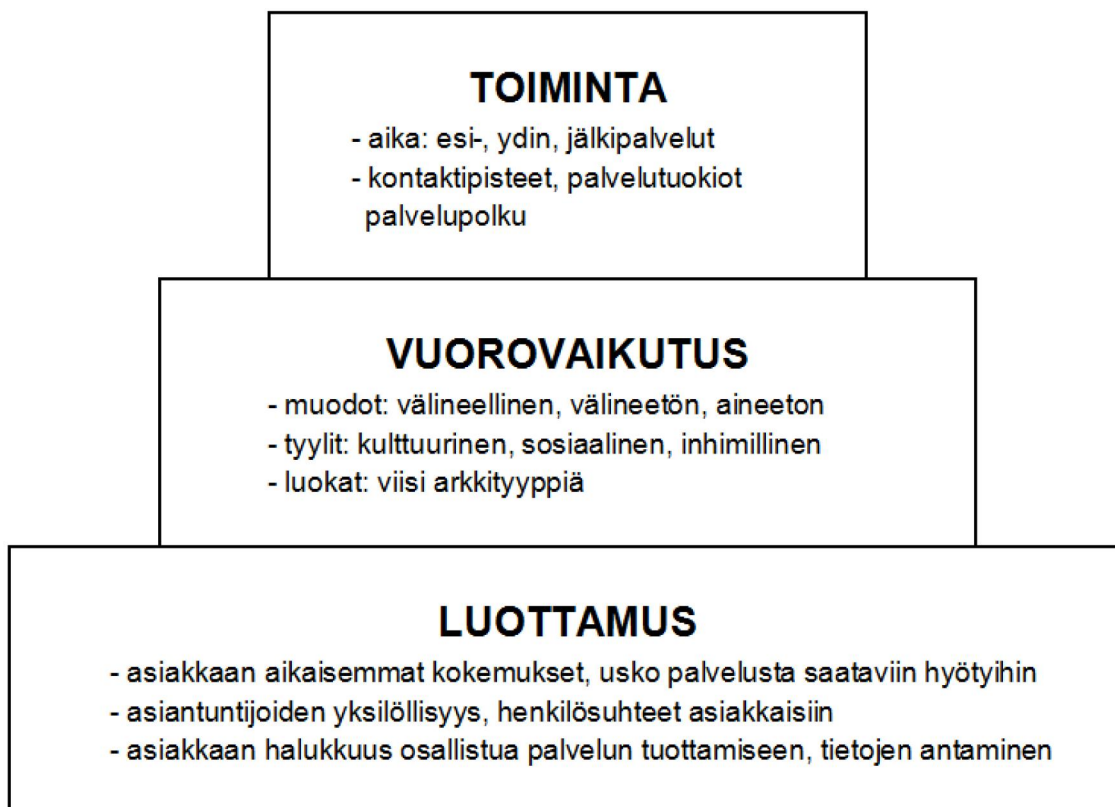 TOIMINTA
- aika: esi-, ydin, jälkipalvelut
- kontaktipisteet, palvelutuokiot
palvelupolku
VUOROVAIKUTUS
- muodot: välineellinen, välineetön, aineeton
- tyylit: kulttuurinen, sosiaalinen, inhimillinen
- luokat: viisi arkkityyppiä
LUOTTAMUS
- asiakkaan aikaisemmat kokemukset, usko palvelusta saataviin hyötyihin
- asiantuntijoiden yksilöllisyys, henkilösuhteet asiakkaisiin
- asiakkaan halukkuus osallistua palvelun tuottamiseen, tietojen antaminen